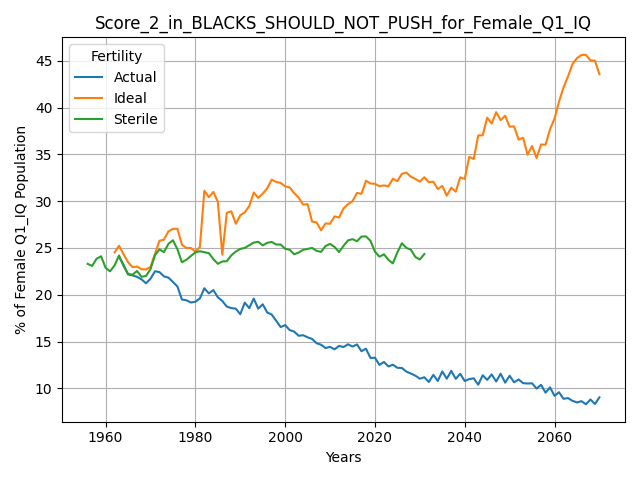 Score_2_in_BLACKS_SHOULD_NOT_PUSH_for_Female_Q1_IQ
Fertility
Actual
Ideal
Sterile
% of Female Q1_IQ Population
45
40
35
30
25
20
15
10
1960
1980
2000
2020
2040
2060
Years